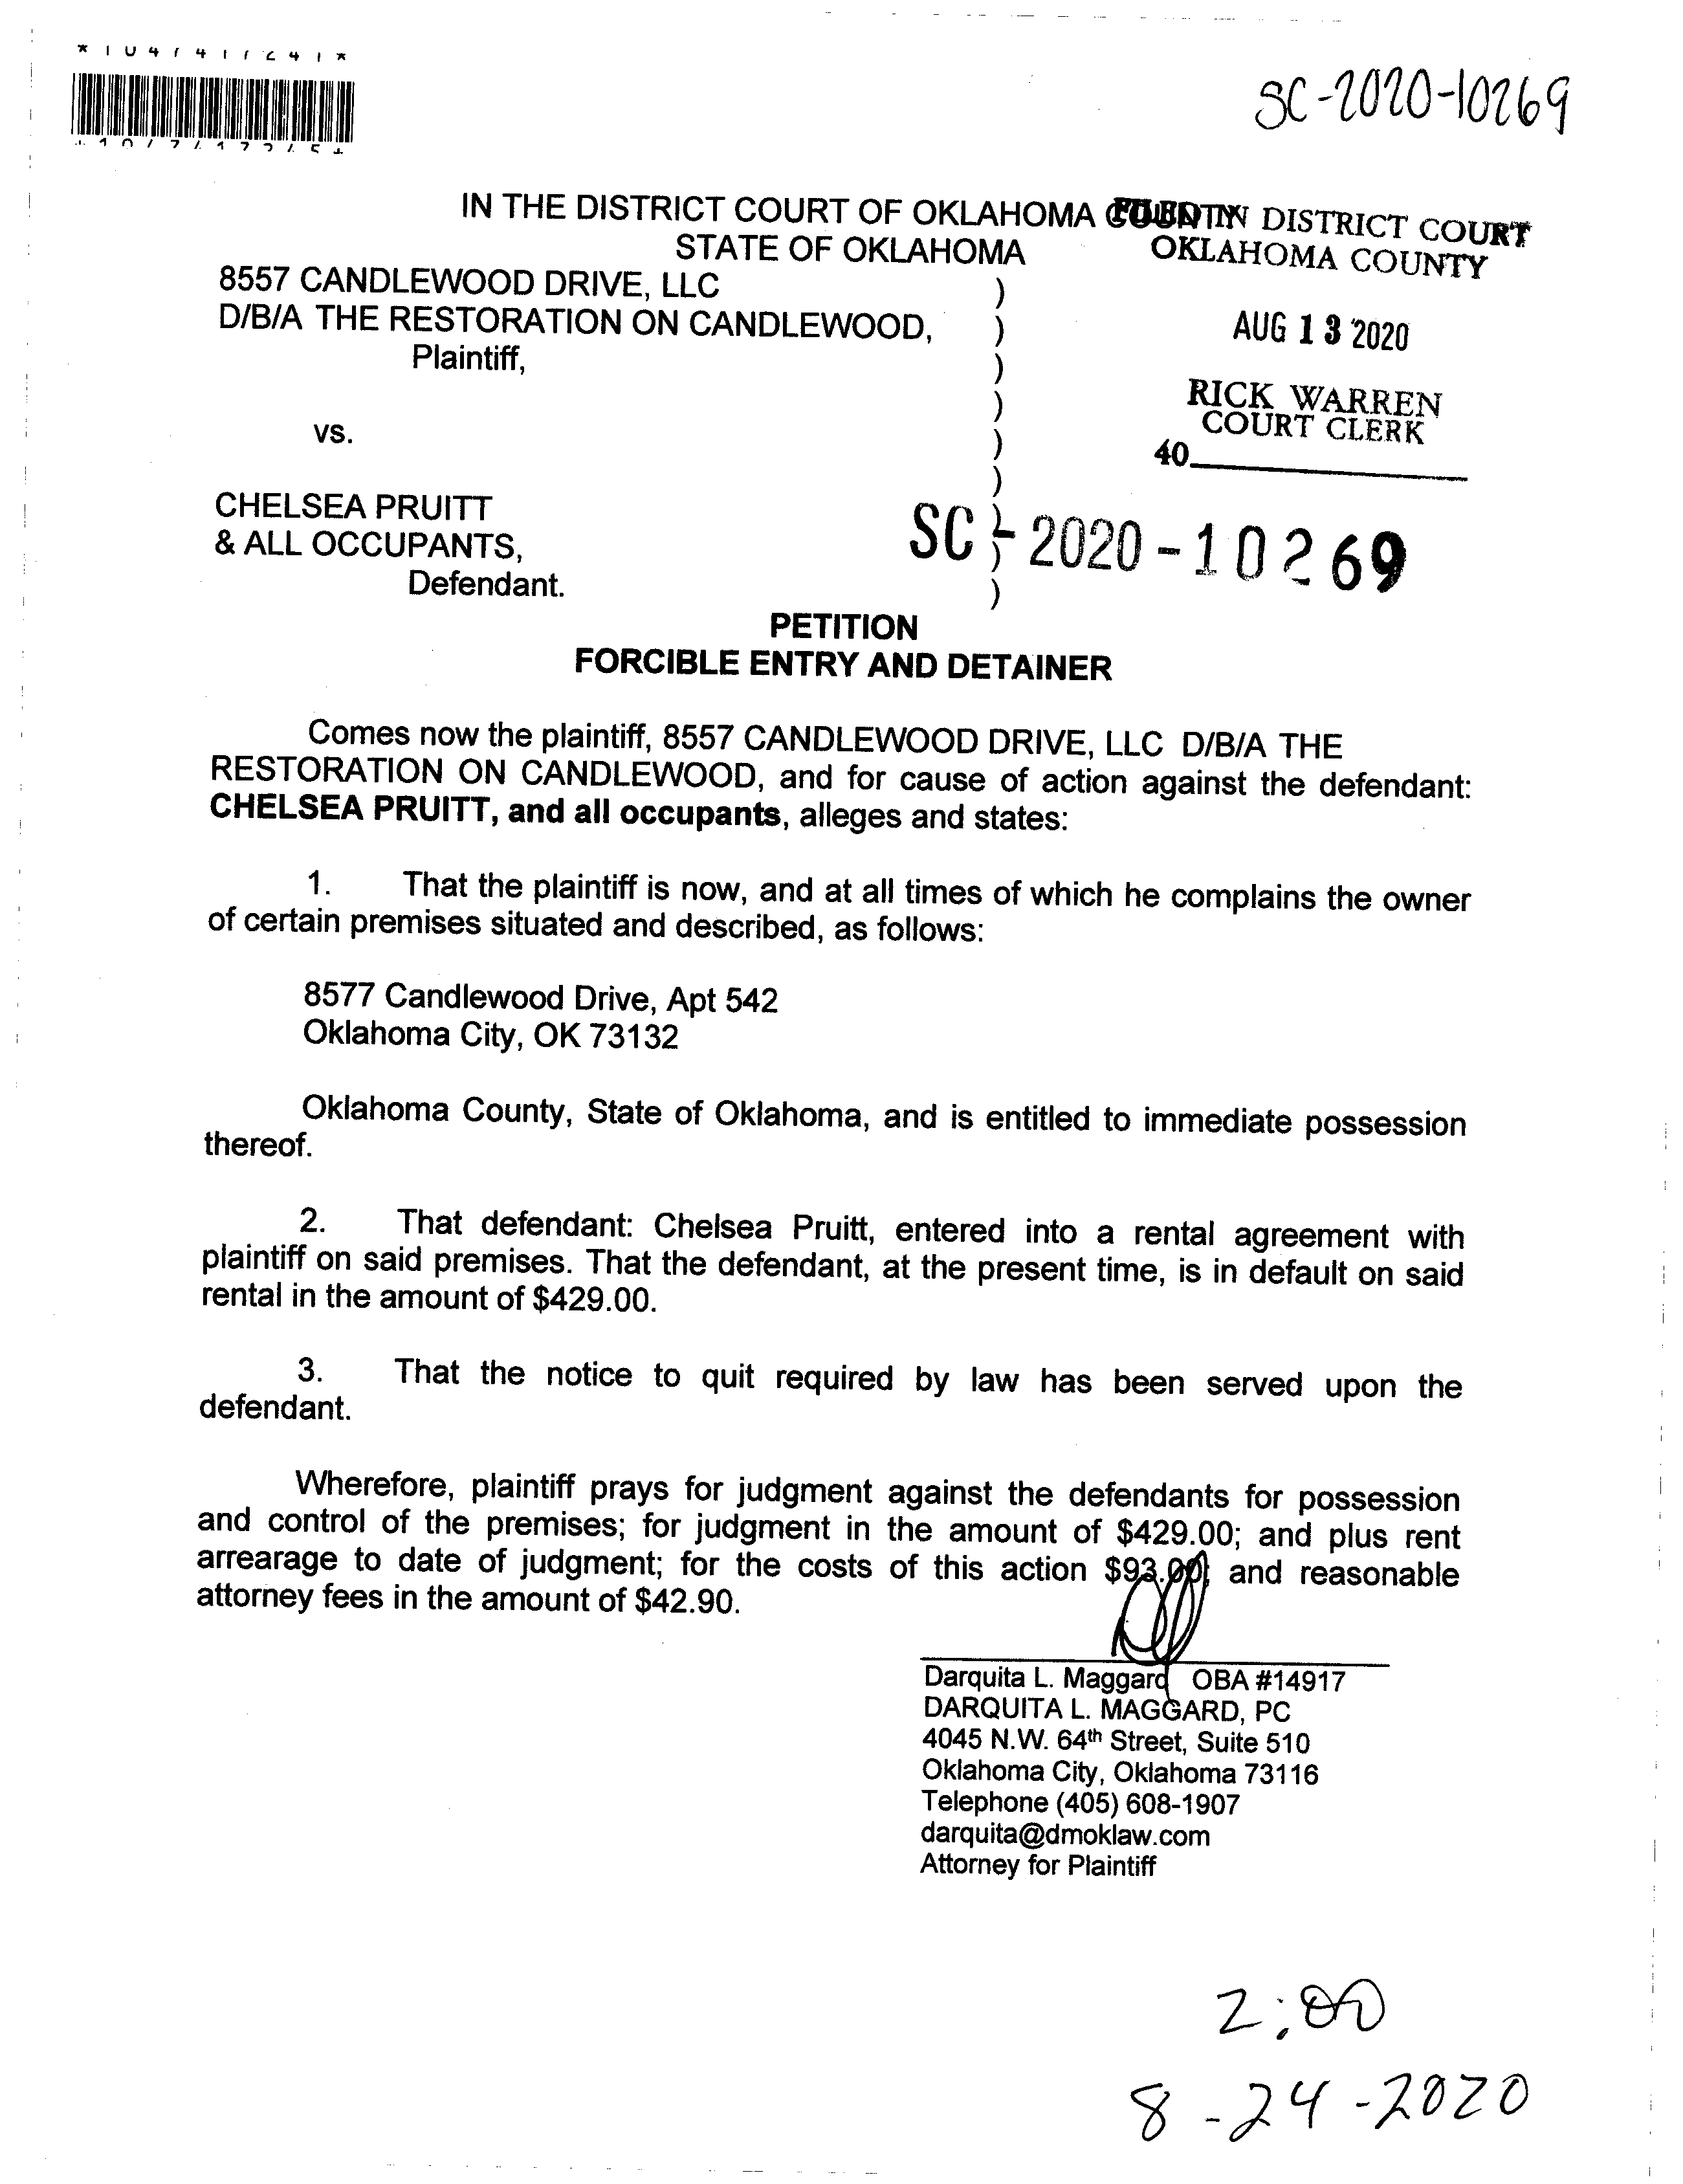 SC-2020-10269
IN THE DISTRICT COURT OF OKLAHOMA COUNTY
FILED IN DISTRICT COURT
OKLAHOMA COUNTY
STATE OF OKLAHOMA
8557 CANDLEWOOD DRIVE, LLC )
D/B/A THE RESTORATION ON CANDLEWOOD, )
Plaintiff, )
AUG 13 2020
RICK WARREN
COURT CLERK
40
)
vs. )
)
CHELSEA PRUITT )
& ALL OCCUPANTS, )
Defendant. )
SC - 2020 - 10269
PETITION
FORCIBLE ENTRY AND DETAINER
Comes now the plaintiff, 8557 CANDLEWOOD DRIVE, LLC D/B/A THE
RESTORATION ON CANDLEWOOD, and for cause of action against the defendant:
CHELSEA PRUITT, and all occupants, alleges and states:
1. That the plaintiff is now, and at all times of which he complains the owner
of certain premises situated and described, as follows:
8577 Candlewood Drive, Apt 542
Oklahoma City, OK 73132
Oklahoma County, State of Oklahoma, and is entitled to immediate possession
thereof.
2. That defendant: Chelsea Pruitt, entered into a rental agreement with
plaintiff on said premises. That the defendant, at the present time, is in default on said
rental in the amount of $429.00.
3. That the notice to quit required by law has been served upon the
defendant.
Wherefore, plaintiff prays for judgment against the defendants for possession
and control of the premises; for judgment in the amount of $429.00; and plus rent
arrearage to date of judgment; for the costs of this action $93.00; and reasonable
attorney fees in the amount of $42.90.
Darquita L. Maggard OBA #14917
DARQUITA L. MAGGARD, PC
4045 N.W. 64th Street, Suite 510
Oklahoma City, Oklahoma 73116
Telephone (405) 608-1907
darquita@dmoklaw.com
Attorney for Plaintiff
2:00
8-24-2020